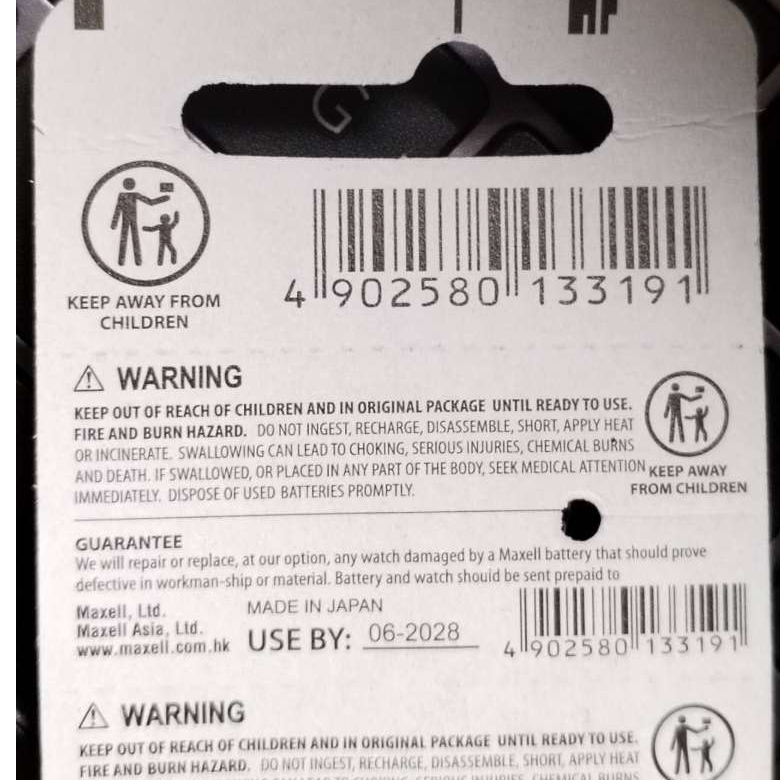 KEEP AWAY FROM
CHILDREN
4 902580 133191
WARNING
KEEP OUT OF REACH OF CHILDREN AND IN ORIGINAL PACKAGE UNTIL READY TO USE.
FIRE AND BURN HAZARD. DO NOT INGEST, RECHARGE, DISASSEMBLE, SHORT, APPLY HEAT
OR INCINERATE. SWALLOWING CAN LEAD TO CHOKING, SERIOUS INJURIES, CHEMICAL BURNS
AND DEATH. IF SWALLOWED, OR PLACED IN ANY PART OF THE BODY, SEEK MEDICAL ATTENTION
IMMEDIATELY. DISPOSE OF USED BATTERIES PROMPTLY.
KEEP AWAY
FROM CHILDREN
GUARANTEE
We will repair or replace, at our option, any watch damaged by a Maxell battery that should prove
defective in workman-ship or material. Battery and watch should be sent prepaid to
Maxell, Ltd.
Maxell Asia, Ltd.
www.maxell.com.hk
MADE IN JAPAN
USE BY: 06-2028
4 902580 133191
WARNING
KEEP OUT OF REACH OF CHILDREN AND IN ORIGINAL PACKAGE UNTIL READY TO USE.
FIRE AND BURN HAZARD. DO NOT INGEST, RECHARGE, DISASSEMBLE, SHORT, APPLY HEAT